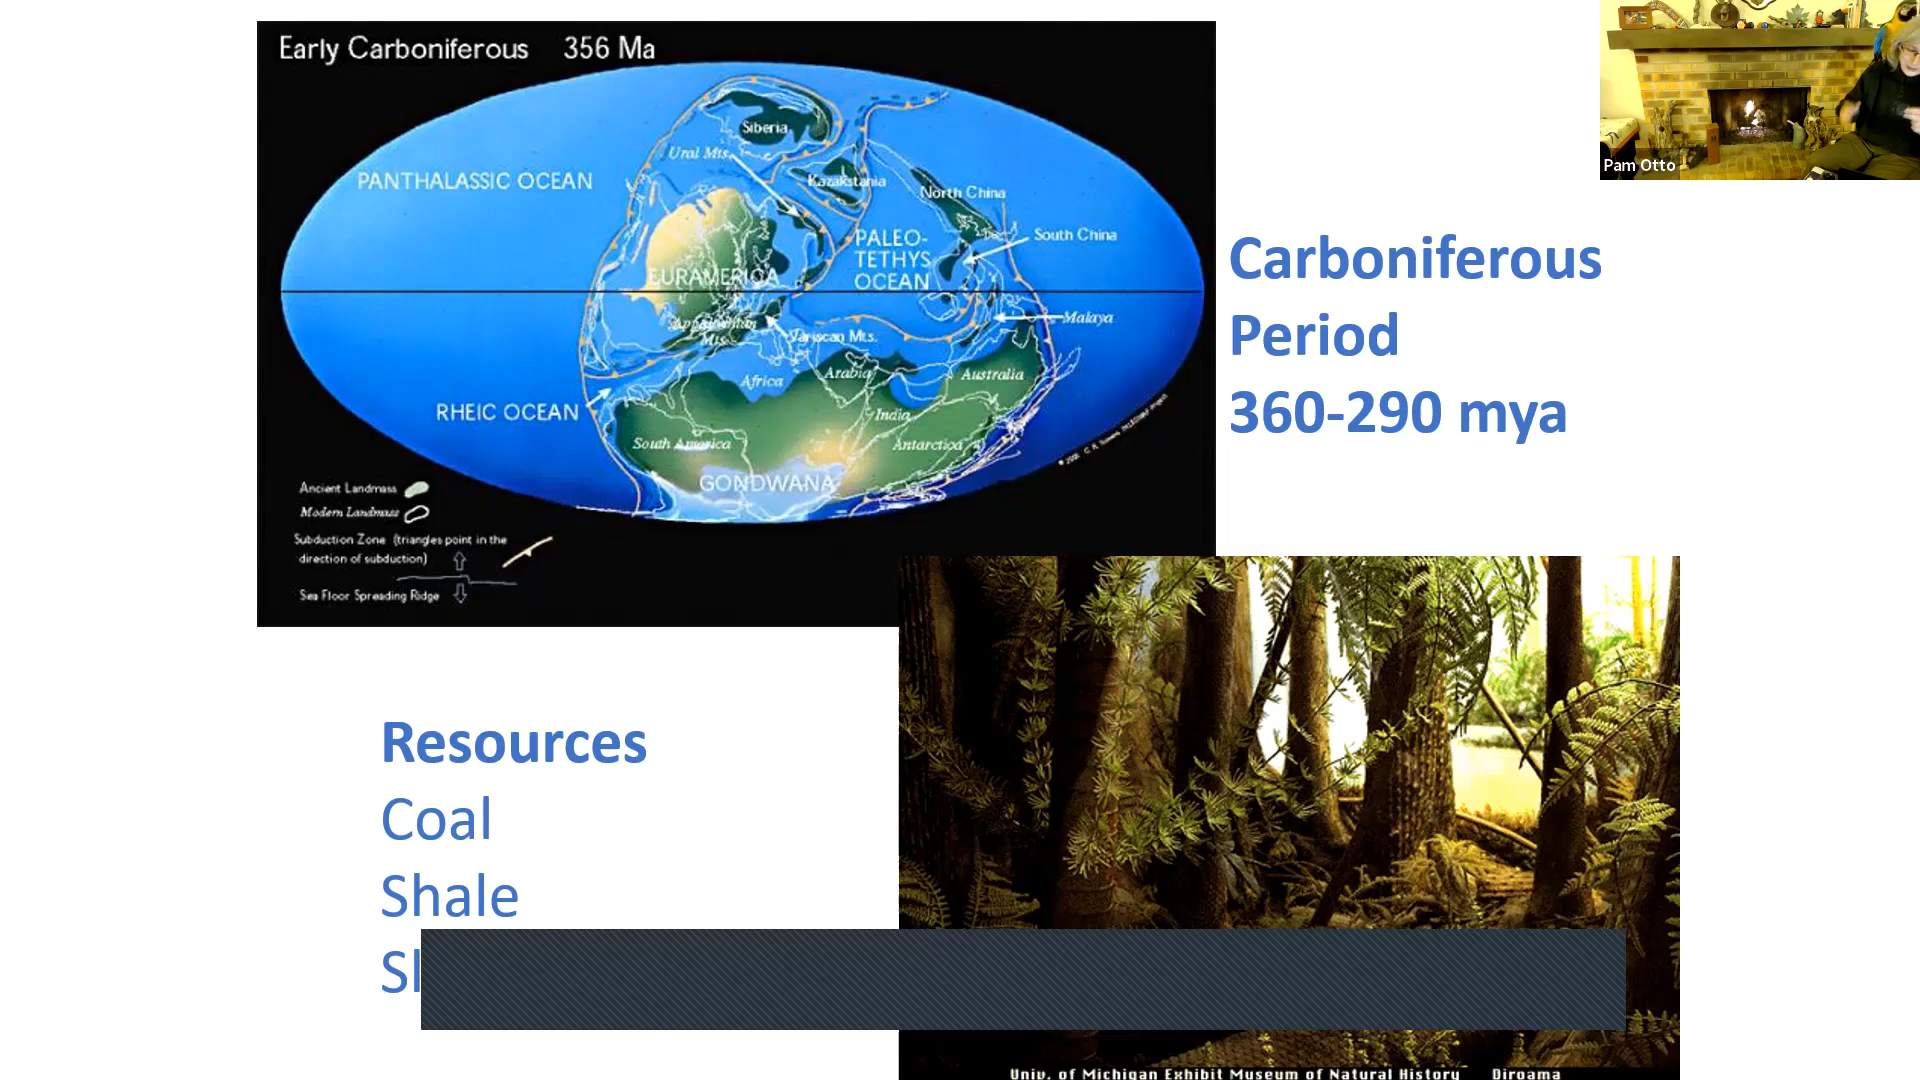 Early Carboniferous 356 Ma
Siberia
Ural Mts.
PANTHALASSIC OCEAN
Kazakstania
North China
South China
PALEO-
TETHYS
OCEAN
EURAMERICA
Malaya
Appalachian
Mts.
Variscan Mts.
Africa
Arabia
Australia
RHEIC OCEAN
India
South America
Antarctica
GONDWANA
Ancient Landmass
Modern Landmass
Subduction Zone (triangles point in the
direction of subduction)
Sea Floor Spreading Ridge
Pam Otto
Carboniferous
Period
360-290 mya
Resources
Coal
Shale
Univ. of Michigan Exhibit Museum of Natural History Diroama